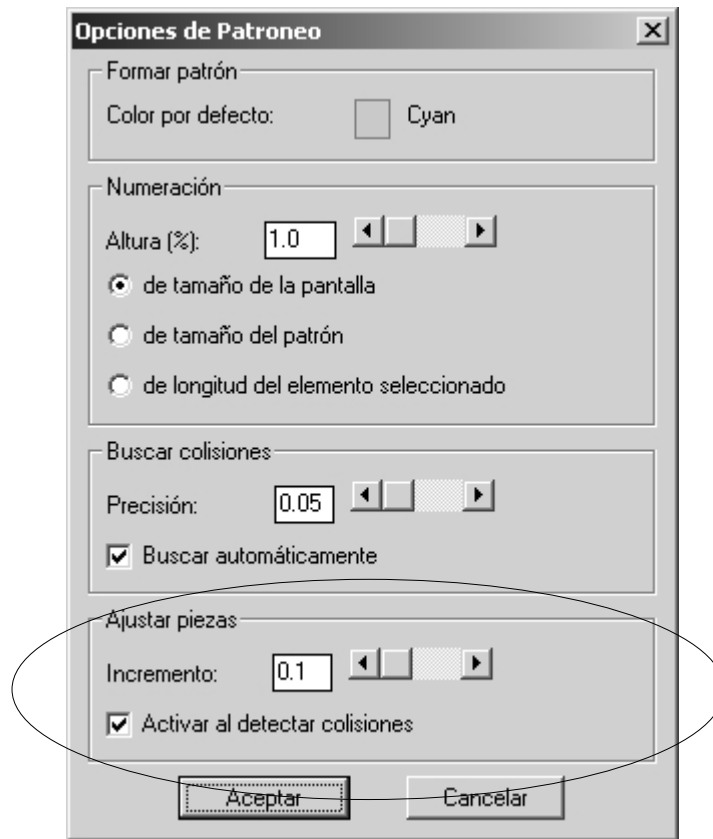 Opciones de Patroneo
Formar patrón
Color por defecto: Cyan
Numeración
Altura (%): 1.0
de tamaño de la pantalla
de tamaño del patrón
de longitud del elemento seleccionado
Buscar colisiones
Precisión: 0.05
Buscar automáticamente
Ajustar piezas
Incremento: 0.1
Activar al detectar colisiones
Aceptar Cancelar